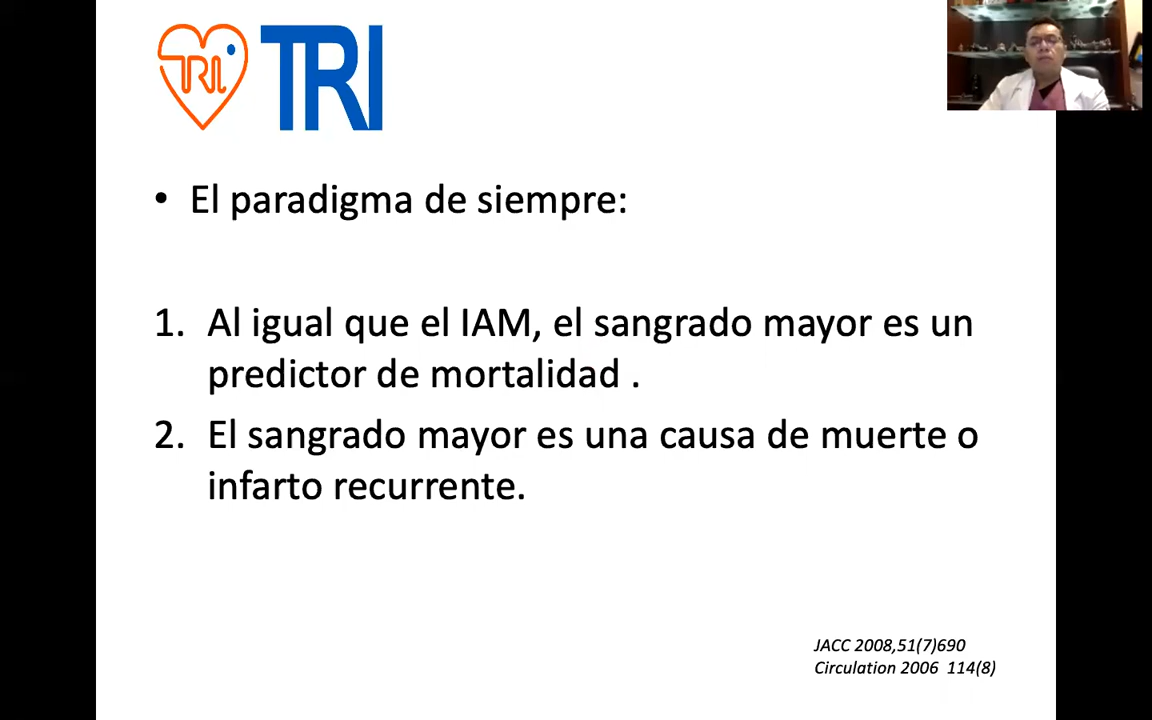 TRI TRI
• El paradigma de siempre:
1. Al igual que el IAM, el sangrado mayor es un
predictor de mortalidad .
2. El sangrado mayor es una causa de muerte o
infarto recurrente.
JACC 2008,51(7)690
Circulation 2006 114(8)